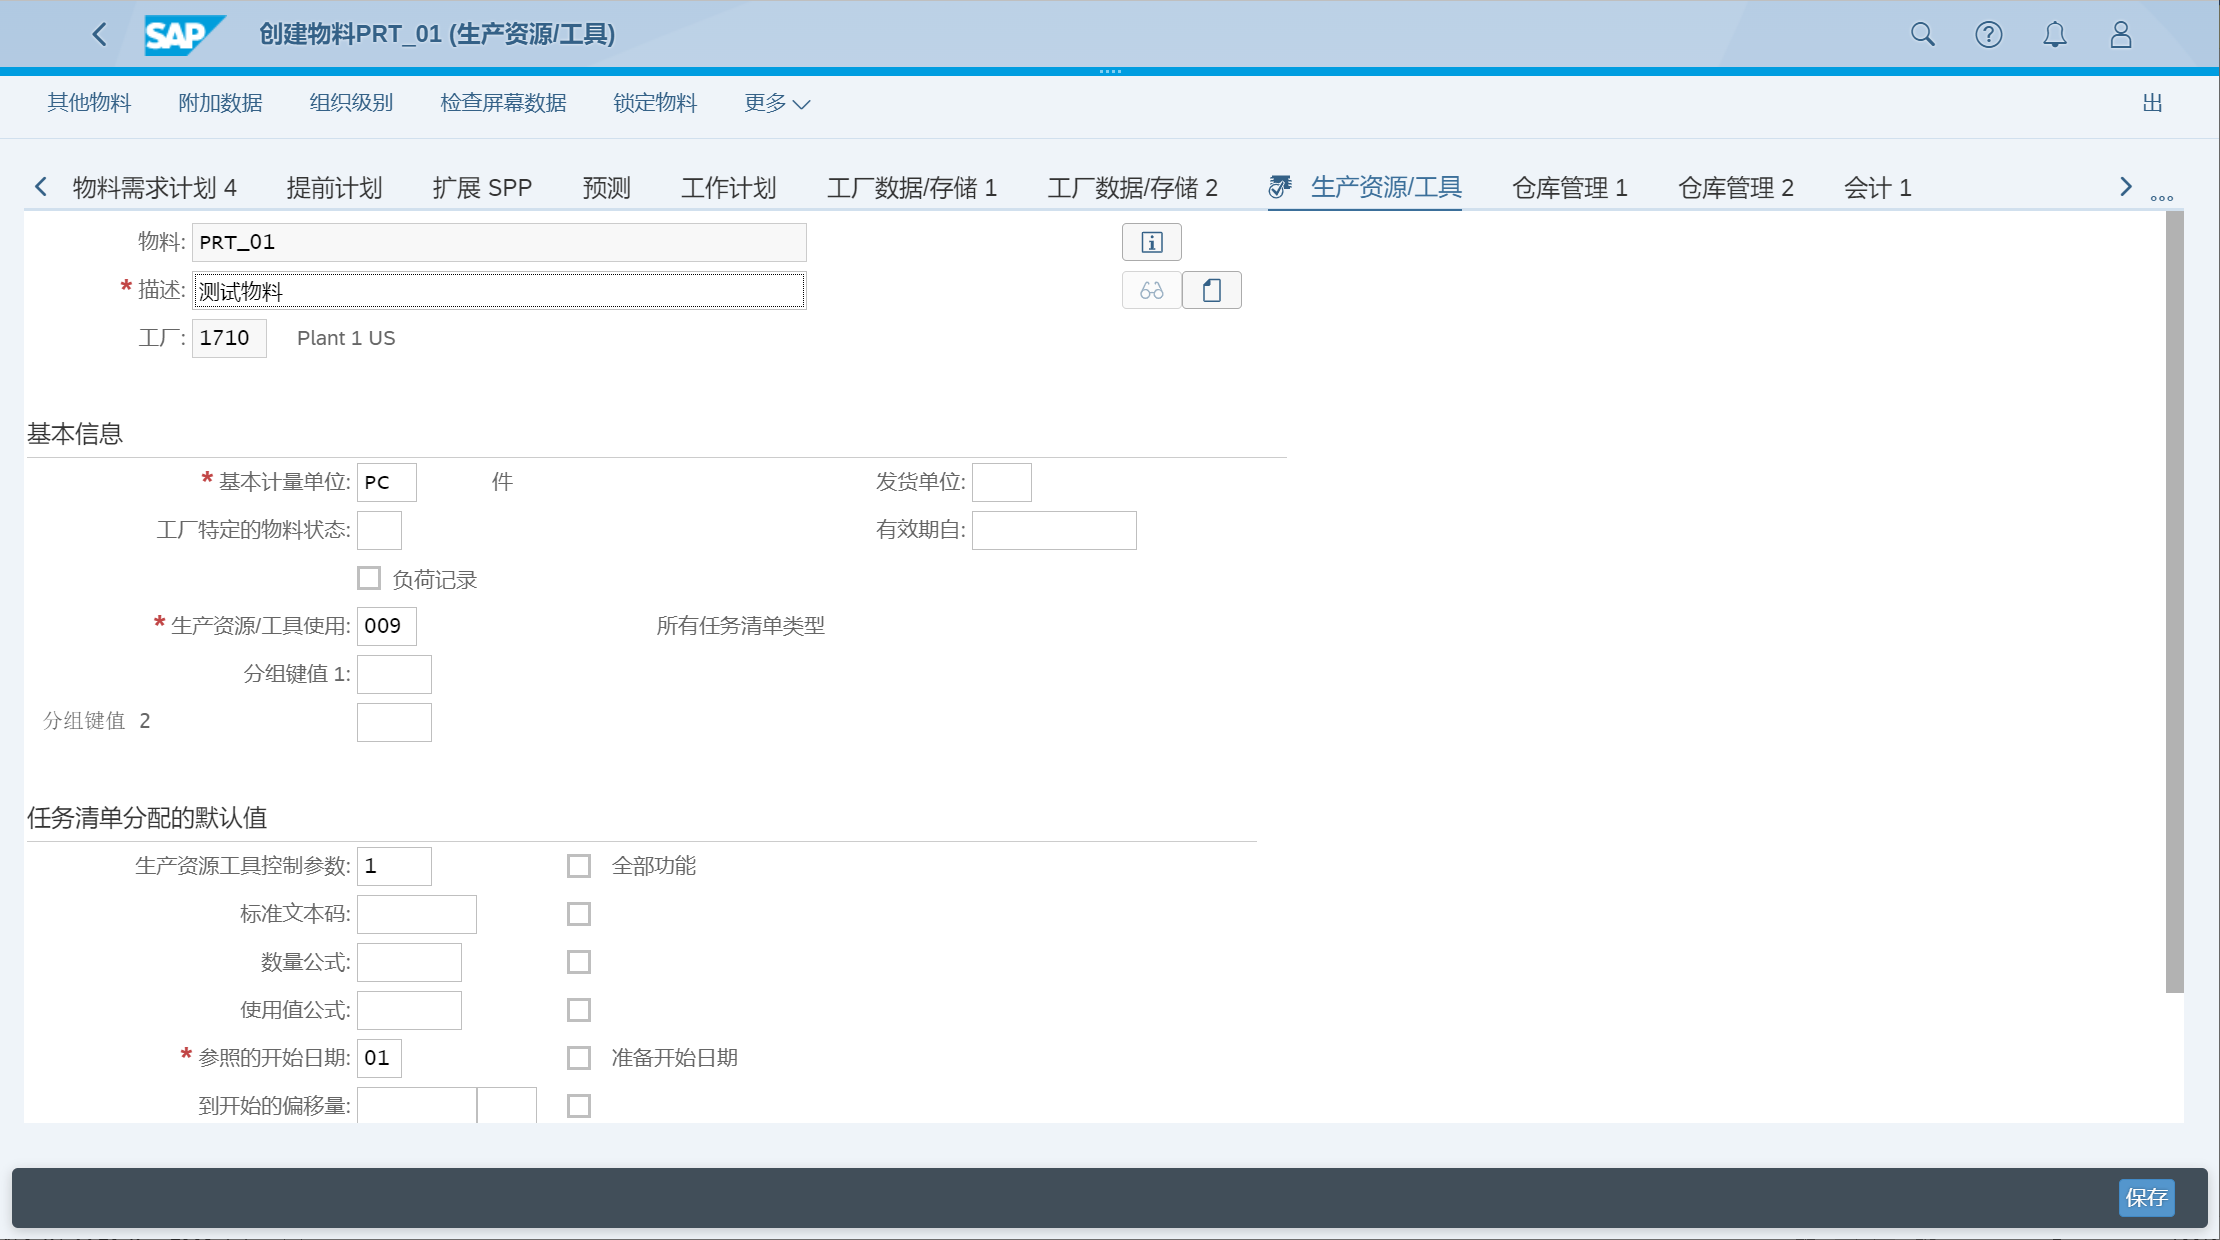 SAP 创建物料PRT_01 (生产资源/工具)
其他物料 附加数据 组织级别 检查屏幕数据 锁定物料 更多 出
物料需求计划 4 提前计划 扩展 SPP 预测 工作计划 工厂数据/存储 1 工厂数据/存储 2 生产资源/工具 仓库管理 1 仓库管理 2 会计 1
物料: PRT_01
* 描述: 测试物料
工厂: 1710 Plant 1 US
基本信息
* 基本计量单位: PC 件 发货单位:
工厂特定的物料状态: 有效期自:
负荷记录
* 生产资源/工具使用: 009 所有任务清单类型
分组键值 1:
分组键值 2
任务清单分配的默认值
生产资源工具控制参数: 1 全部功能
标准文本码:
数量公式:
使用值公式:
* 参照的开始日期: 01 准备开始日期
到开始的偏移量:
保存